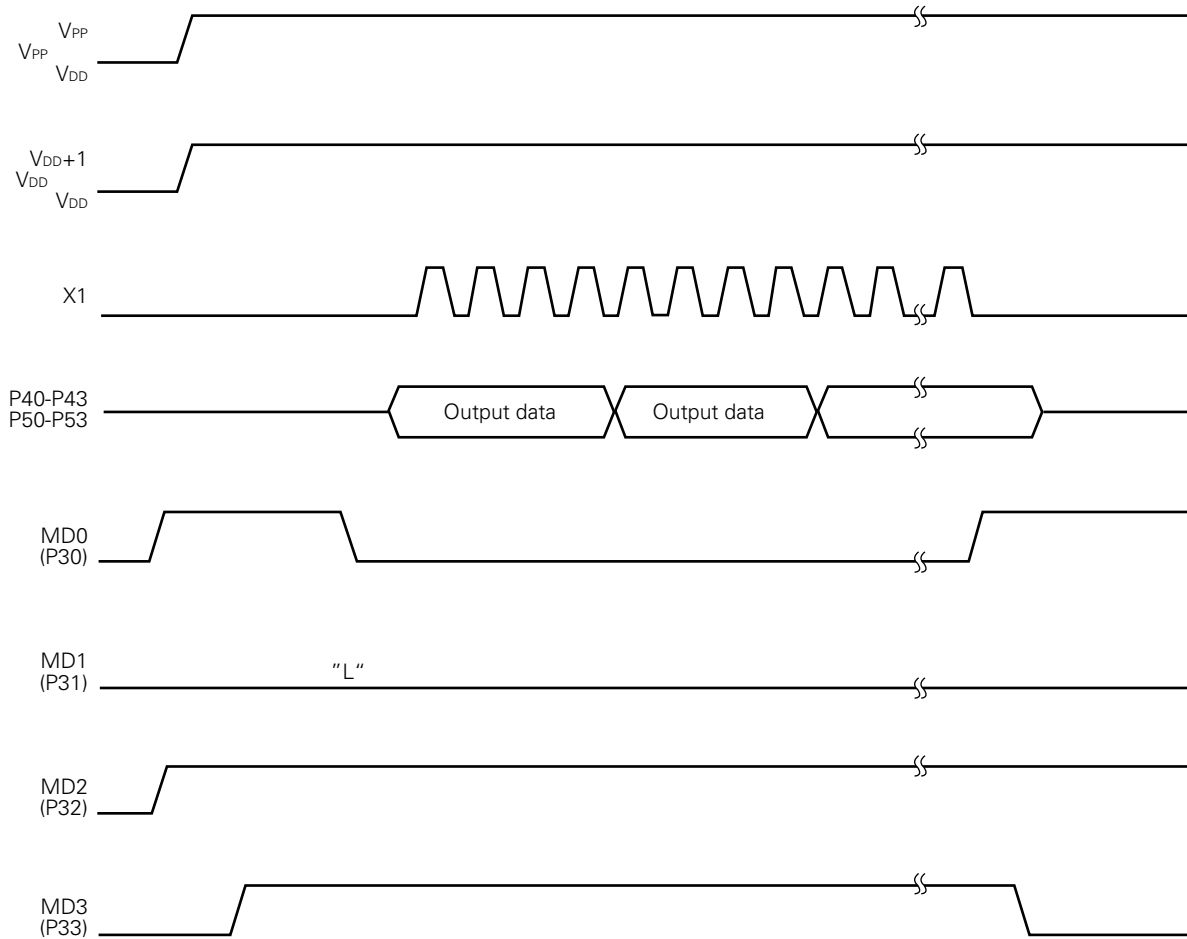 VPP
VPP
VDD
VDD+1
VDD
VDD
X1
P40-P43
P50-P53
Output data
Output data
MD0
(P30)
MD1
(P31)
”L“
MD2
(P32)
MD3
(P33)